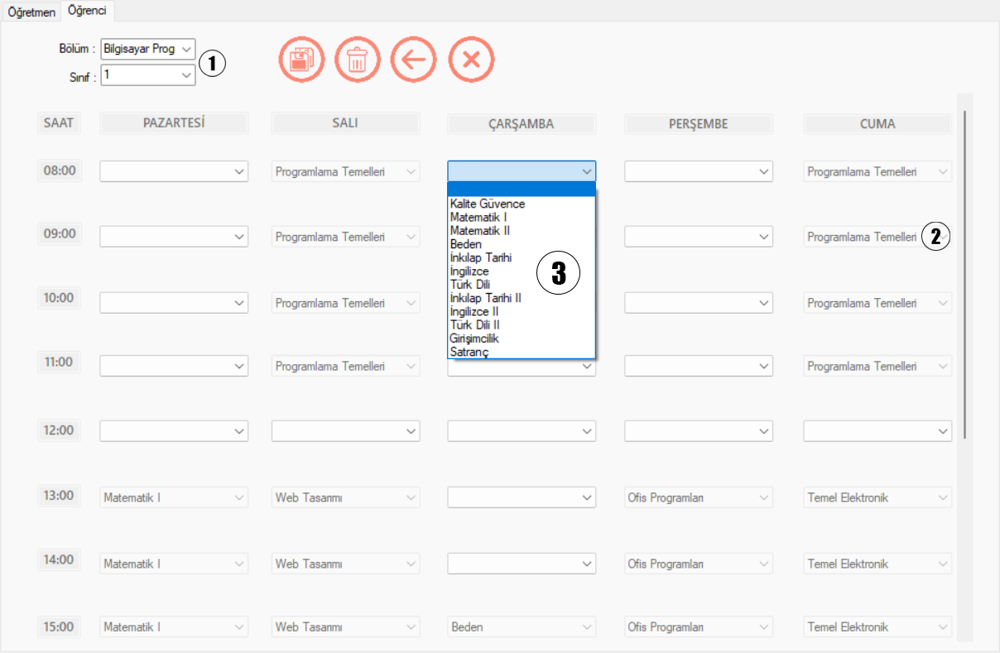 Öğretmen Öğrenci
Bölüm : Bilgisayar Prog
1
Sınıf : 1
SAAT PAZARTESİ SALI ÇARŞAMBA PERŞEMBE CUMA
08:00 Programlama Temelleri Programlama Temelleri
Kalite Güvence
Matematik I
Matematik II
09:00 Programlama Temelleri Programlama Temelleri 2
Beden
İnkılap Tarihi
İngilizce
3
Türk Dili
İnkılap Tarihi II
10:00 Programlama Temelleri Programlama Temelleri
İngilizce II
Türk Dili II
Girişimcilik
Satranç
11:00 Programlama Temelleri Programlama Temelleri
12:00
13:00 Matematik I Web Tasarımı Ofis Programları Temel Elektronik
14:00 Matematik I Web Tasarımı Ofis Programları Temel Elektronik
15:00 Matematik I Web Tasarımı Beden Ofis Programları Temel Elektronik